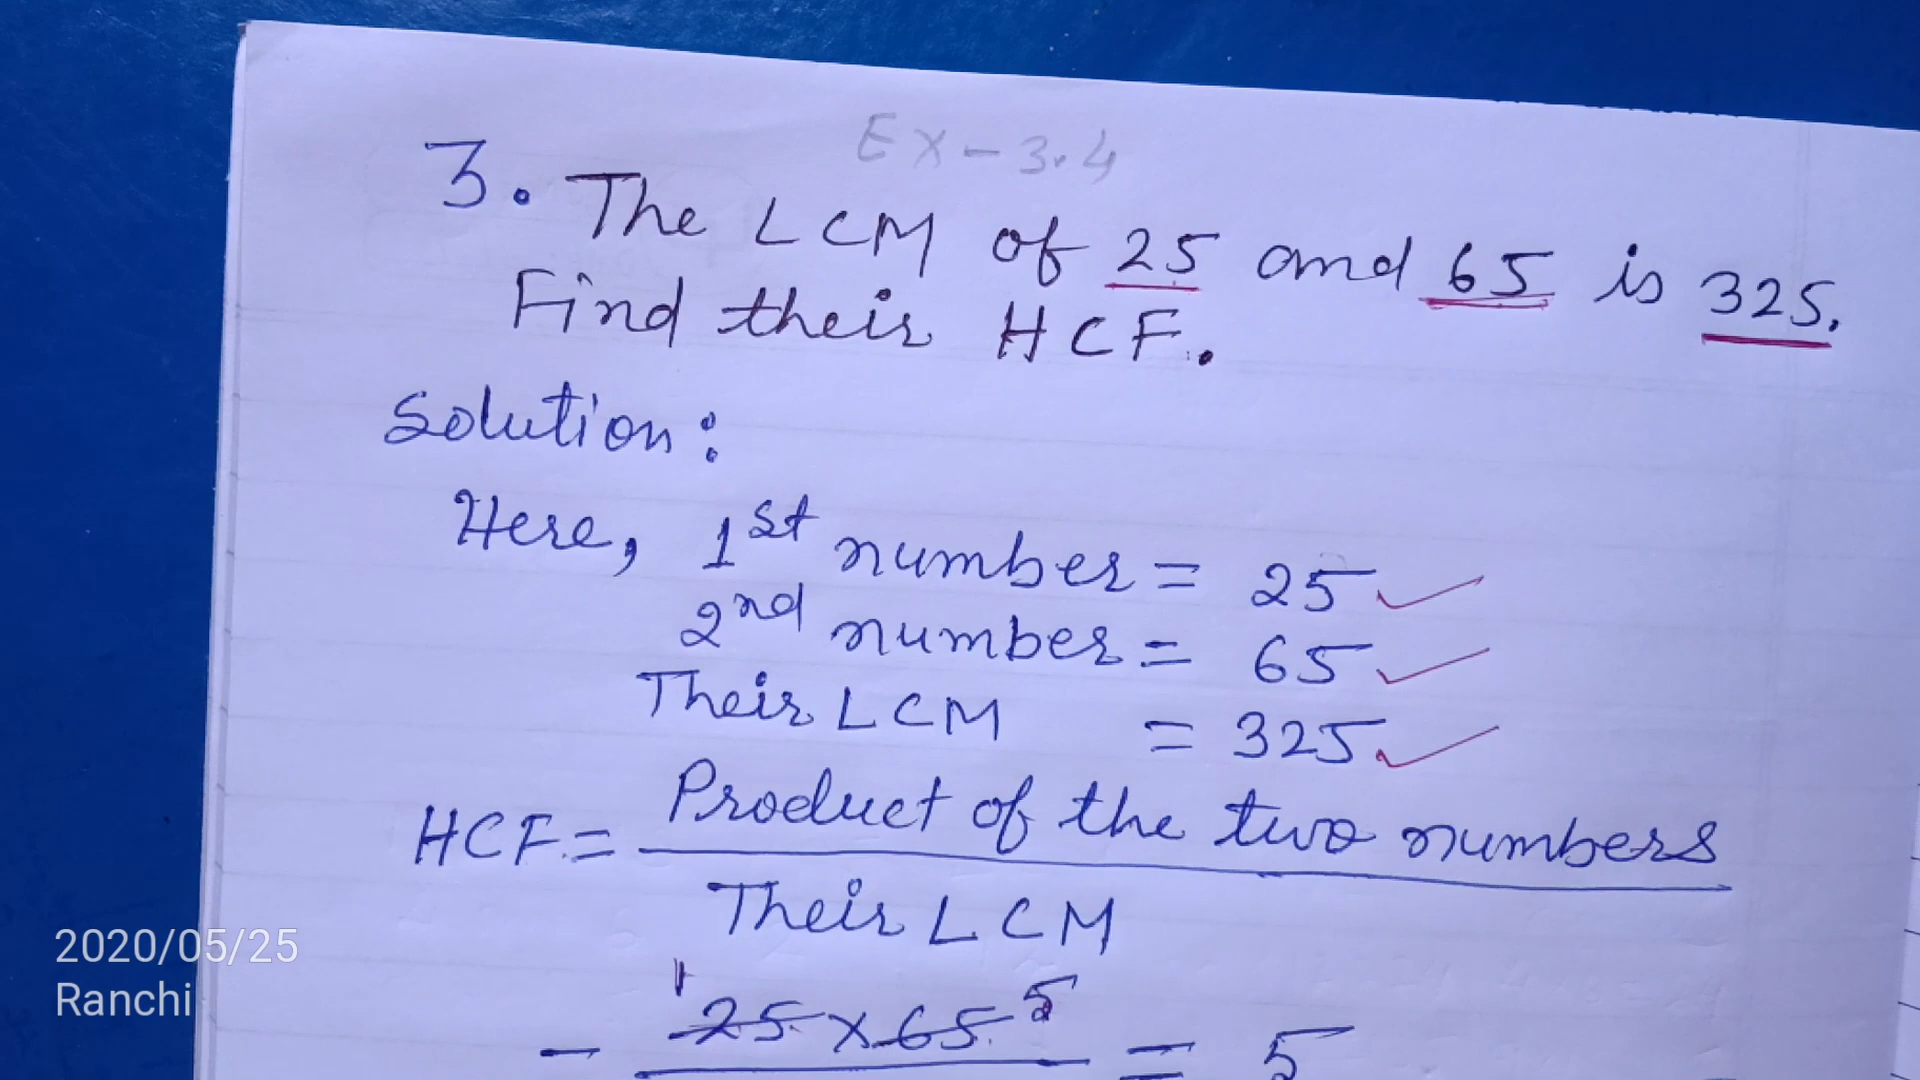 Ex-3.4
3. The LCM of 25 and 65 is 325.
Find their HCF.
Solution:
Here, 1st number = 25
2nd number = 65
Their LCM = 325
HCF = Product of the two numbers
Their LCM
1 5
= 25 x 65 = 5
2020/05/25
Ranchi